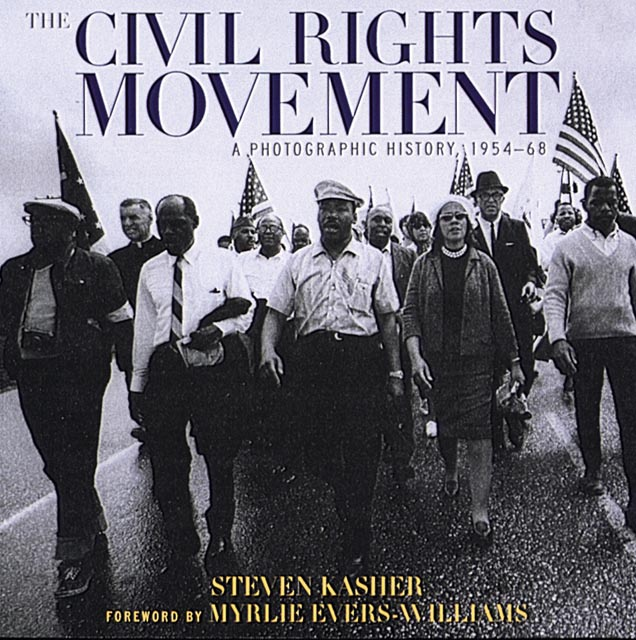 THE
CIVIL RIGHTS
MOVEMENT
A PHOTOGRAPHIC HISTORY, 1954–68
STEVEN KASHER
FOREWORD BY MYRLIE EVERS-WILLIAMS